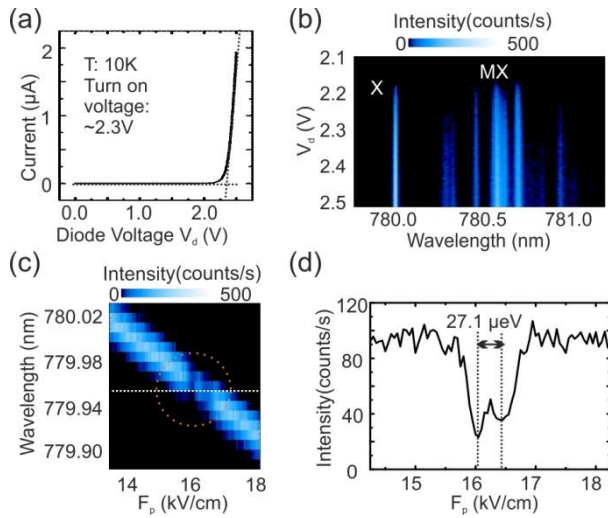 (a)
2
1
0
Current (μA)
T: 10K
Turn on
voltage:
~2.3V
0.0 1.0 2.0
Diode Voltage V_d (V)
(b)
Intensity(counts/s)
0 500
2.1
2.2
2.3
2.4
2.5
V_d (V)
X
MX
780.0 780.5 781.0
Wavelength (nm)
(c)
Intensity(counts/s)
0 500
780.02
779.98
779.94
779.90
Wavelength (nm)
14 16 18
F_p (kV/cm)
(d)
120
80
40
0
Intensity(counts/s)
27.1 μeV
15 16 17 18
F_p (kV/cm)